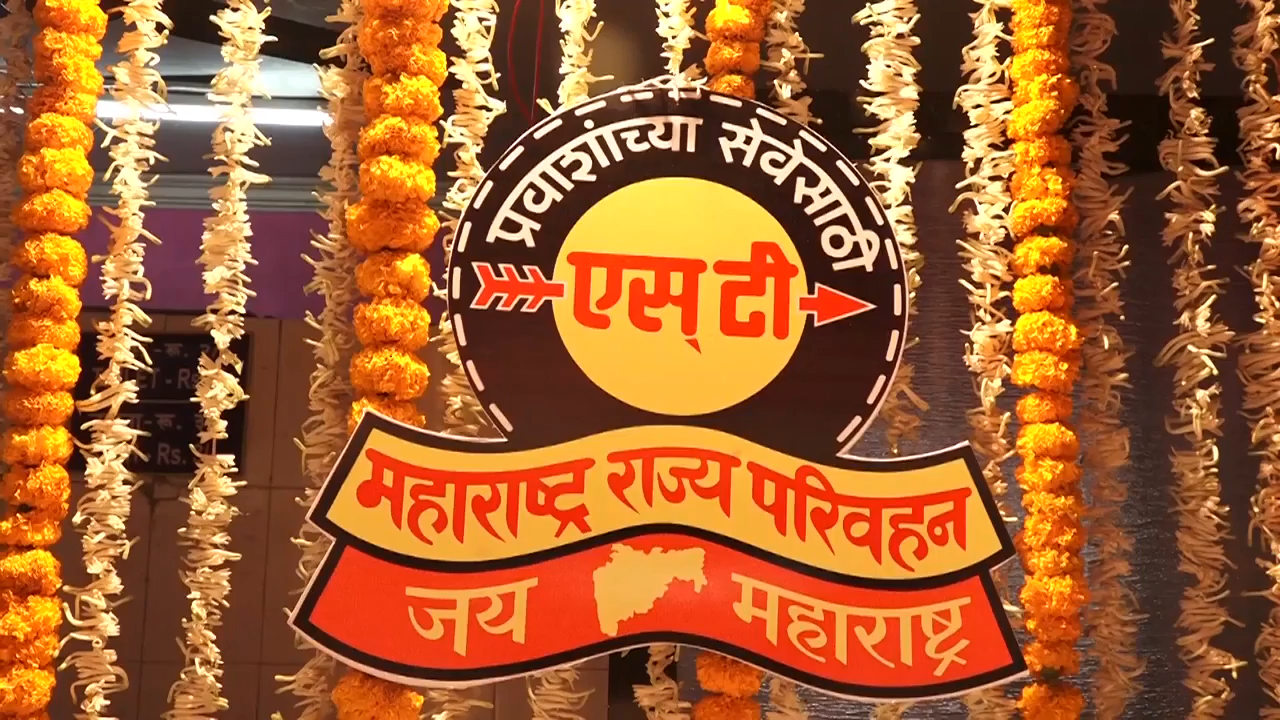 प्रवाशांच्या सेवेसाठी
एस् टी
महाराष्ट्र राज्य परिवहन
जय महाराष्ट्र